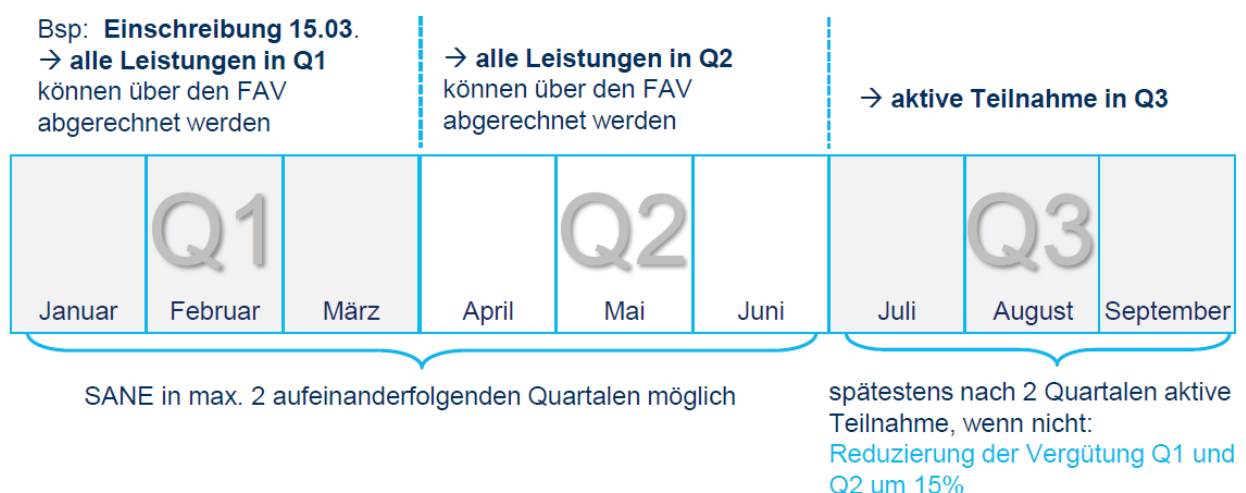 Bsp: Einschreibung 15.03.
→ alle Leistungen in Q1
können über den FAV
abgerechnet werden
→ alle Leistungen in Q2
können über den FAV
abgerechnet werden
→ aktive Teilnahme in Q3
Q1
Q2
Q3
Januar Februar März April Mai Juni Juli August September
SANE in max. 2 aufeinanderfolgenden Quartalen möglich
spätestens nach 2 Quartalen aktive
Teilnahme, wenn nicht:
Reduzierung der Vergütung Q1 und
Q2 um 15%